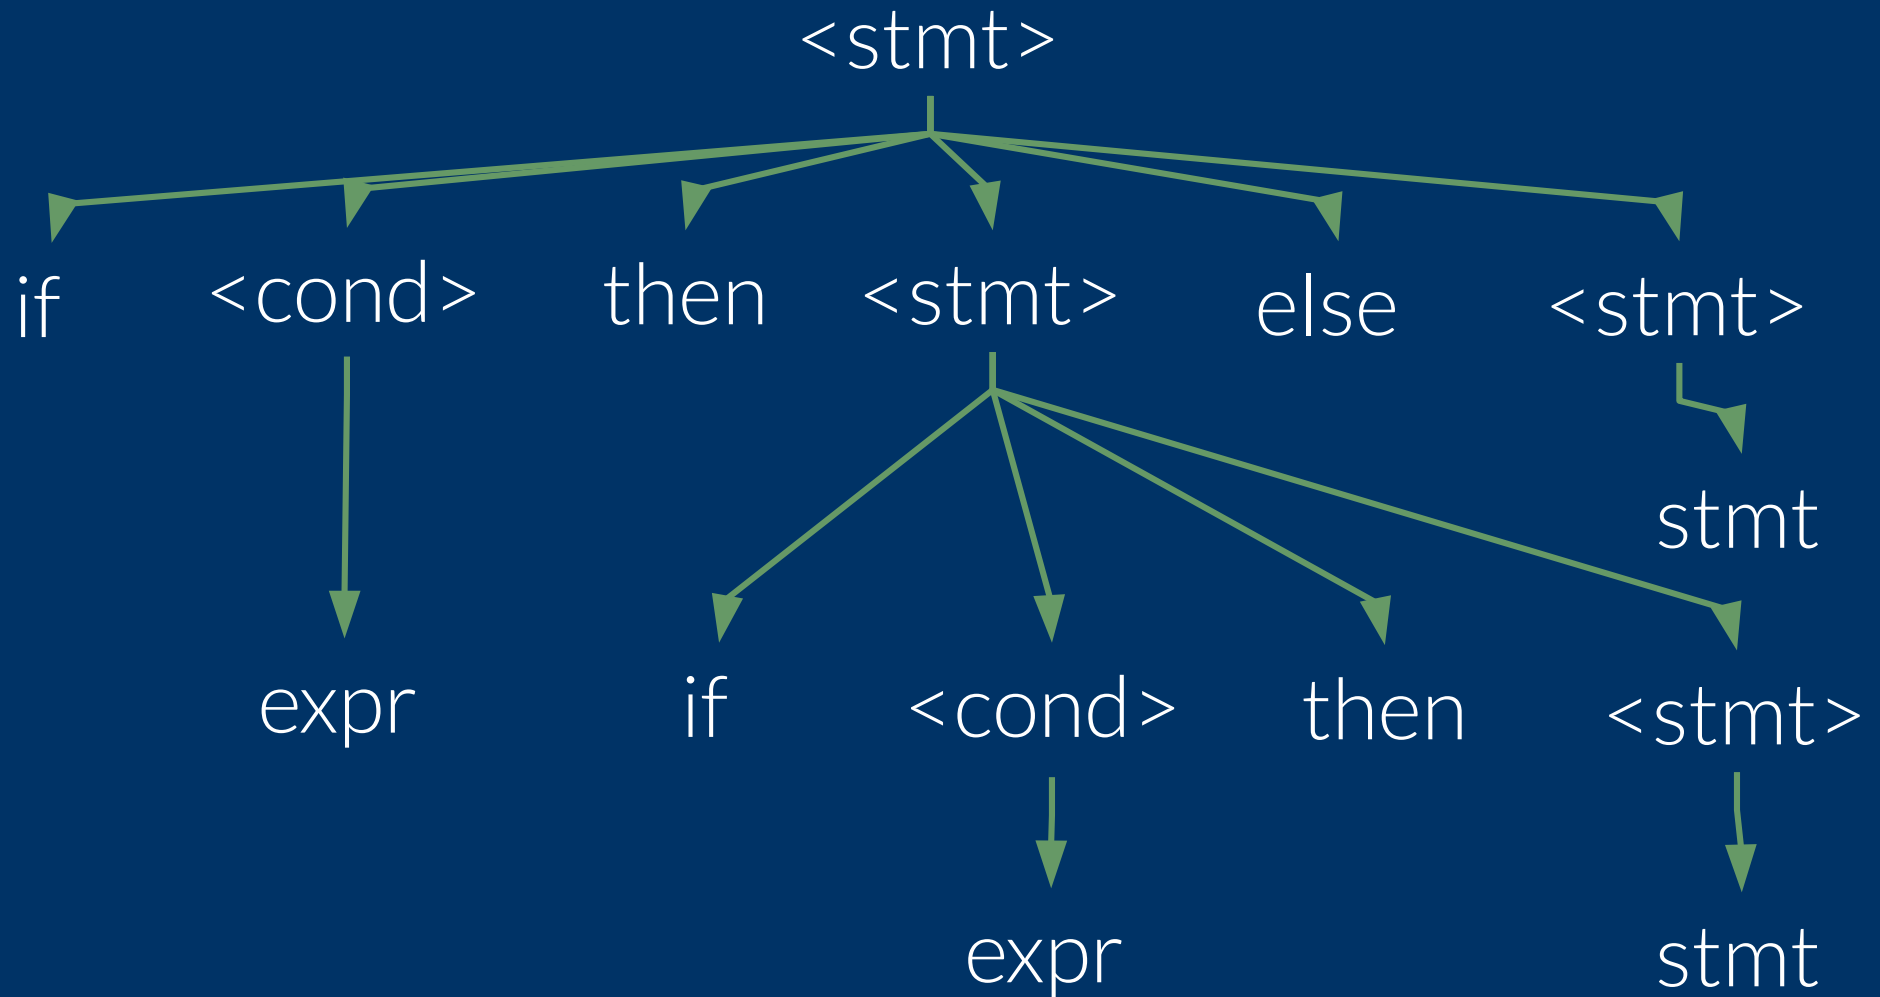 <stmt>
if <cond> then <stmt> else <stmt>
stmt
expr if <cond> then <stmt>
expr stmt